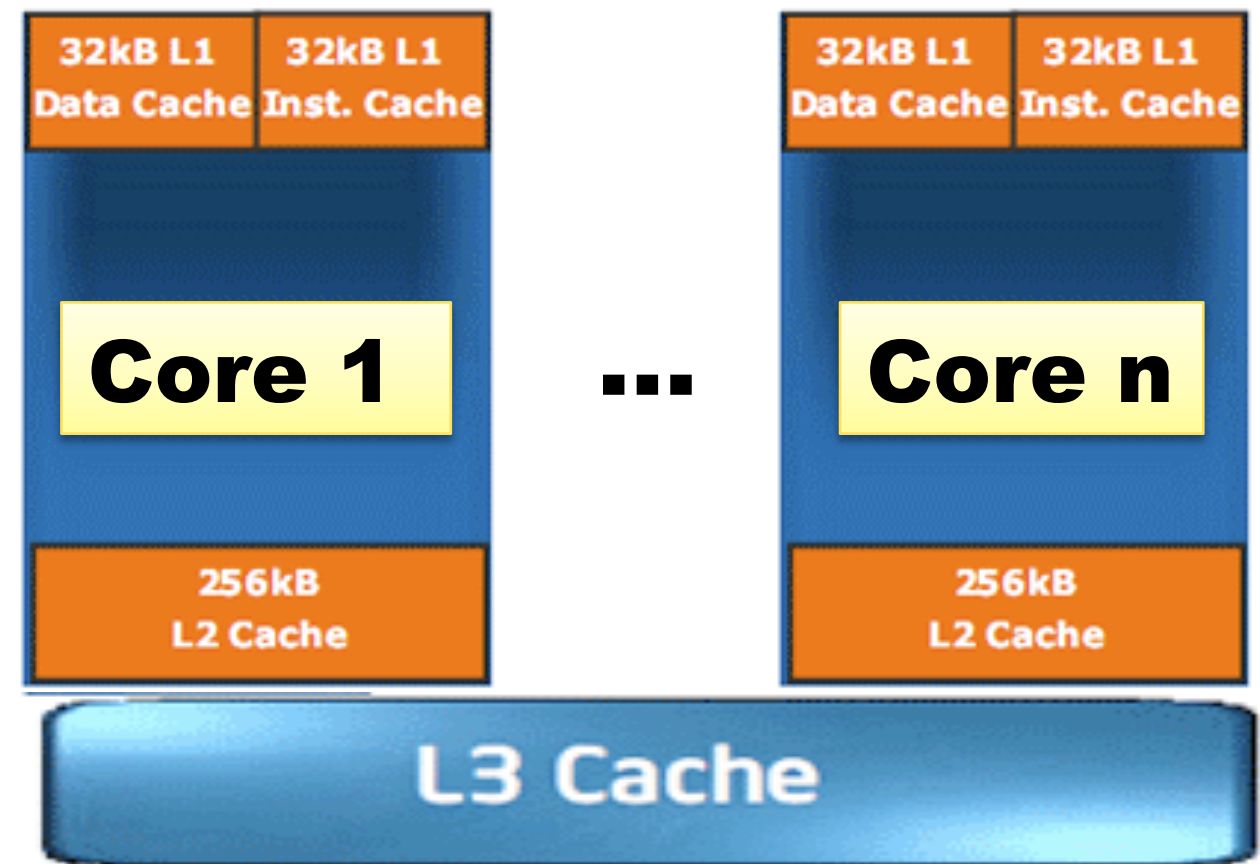 32kB L1
Data Cache
32kB L1
Inst. Cache
32kB L1
Data Cache
32kB L1
Inst. Cache
Core 1
...
Core n
256kB
L2 Cache
256kB
L2 Cache
L3 Cache